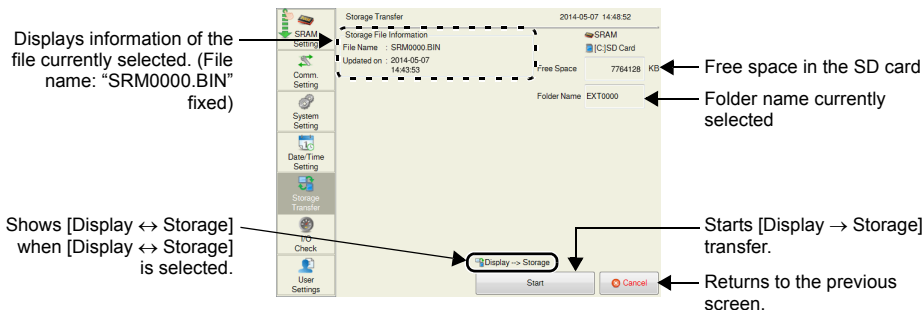 Displays information of the
file currently selected. (File
name: “SRM0000.BIN”
fixed)
Shows [Display ↔ Storage]
when [Display ↔ Storage]
is selected.
SRAM
Setting
Comm.
Setting
System
Setting
Date/Time
Setting
Storage
Transfer
I/O
Check
User
Settings
Storage Transfer
2014-05-07 14:48:52
Storage File Information
File Name : SRM0000.BIN
Updated on : 2014-05-07
14:43:53
SRAM
[C:]SD Card
Free Space 7764128 KB
Folder Name EXT0000
Display --> Storage
Start
Cancel
Free space in the SD card
Folder name currently
selected
Starts [Display → Storage]
transfer.
Returns to the previous
screen.